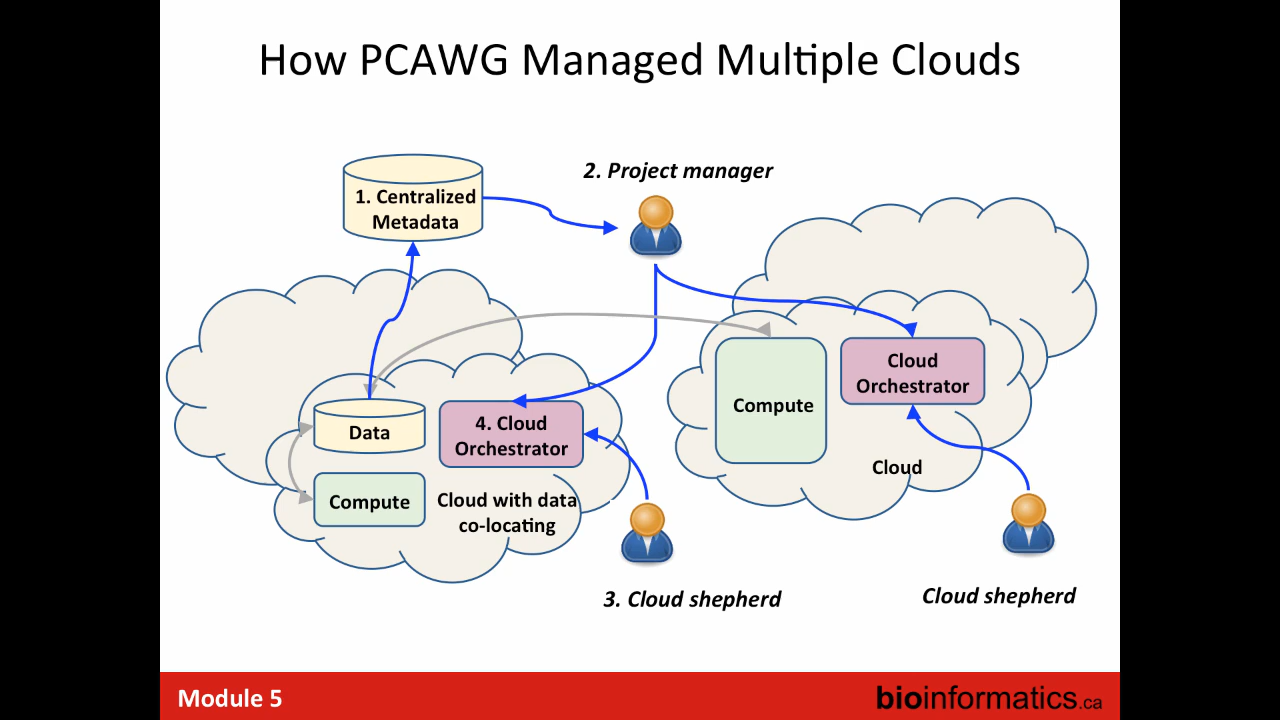 How PCAWG Managed Multiple Clouds
2. Project manager
1. Centralized
Metadata
Cloud
Orchestrator
Compute
Data
4. Cloud
Orchestrator
Cloud
Compute
Cloud with data
co-locating
3. Cloud shepherd
Cloud shepherd
Module 5
bioinformatics.ca